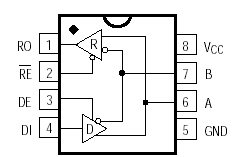 RO 1 R 8 VCC
RE 2 7 B
DE 3 6 A
DI 4 D 5 GND